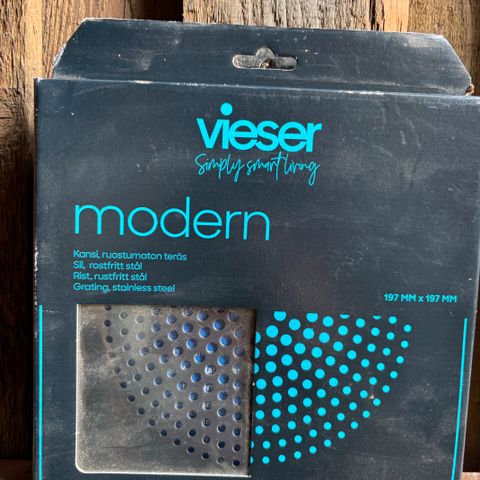 vieser
Simply smart living
modern
Kansi, ruostumaton teräs
Sil, rostfritt stål
Rist, rustfritt stål
Grating, stainless steel
197 MM x 197 MM